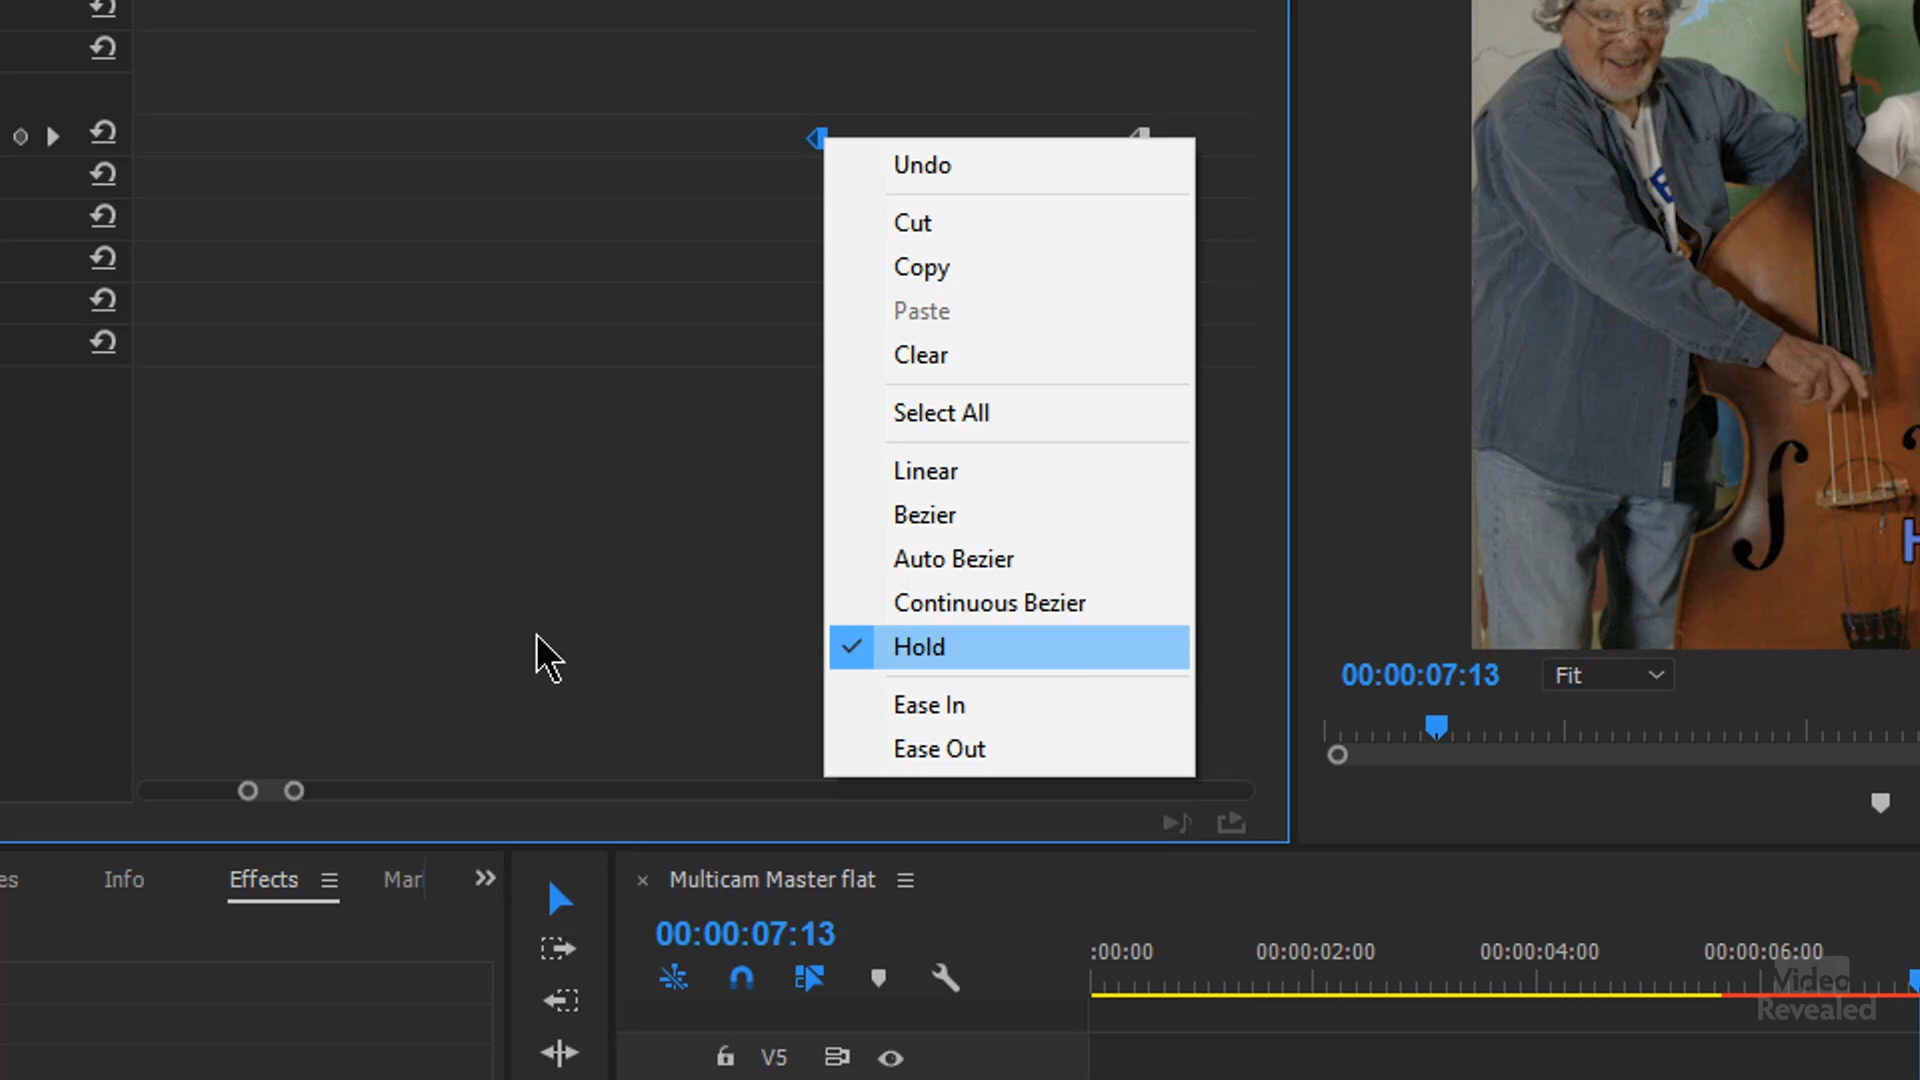 Undo
Cut
Copy
Paste
Clear
Select All
Linear
Bezier
Auto Bezier
Continuous Bezier
Hold
Ease In
Ease Out
00:00:07:13
Fit
es
Info
Effects
Mar
Multicam Master flat
00:00:07:13
:00:00
00:00:02:00
00:00:04:00
00:00:06:00
Video
Revealed
V5
H